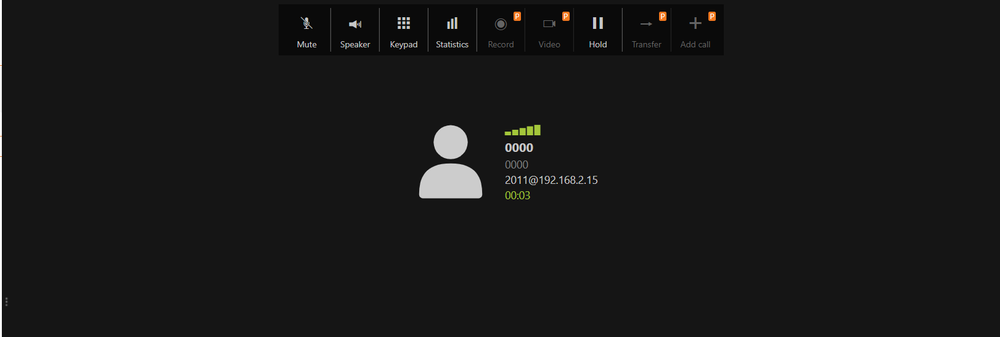 P P P P
Mute Speaker Keypad Statistics Record Video Hold Transfer Add call
0000
0000
2011@192.168.2.15
00:03